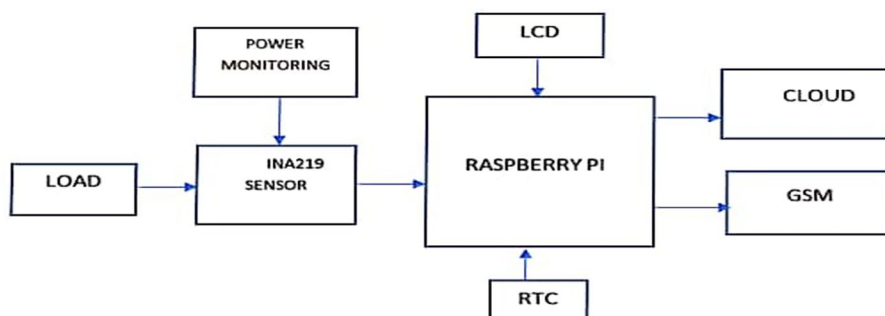 POWER
MONITORING
LCD
CLOUD
LOAD
INA219
SENSOR
RASPBERRY PI
GSM
RTC